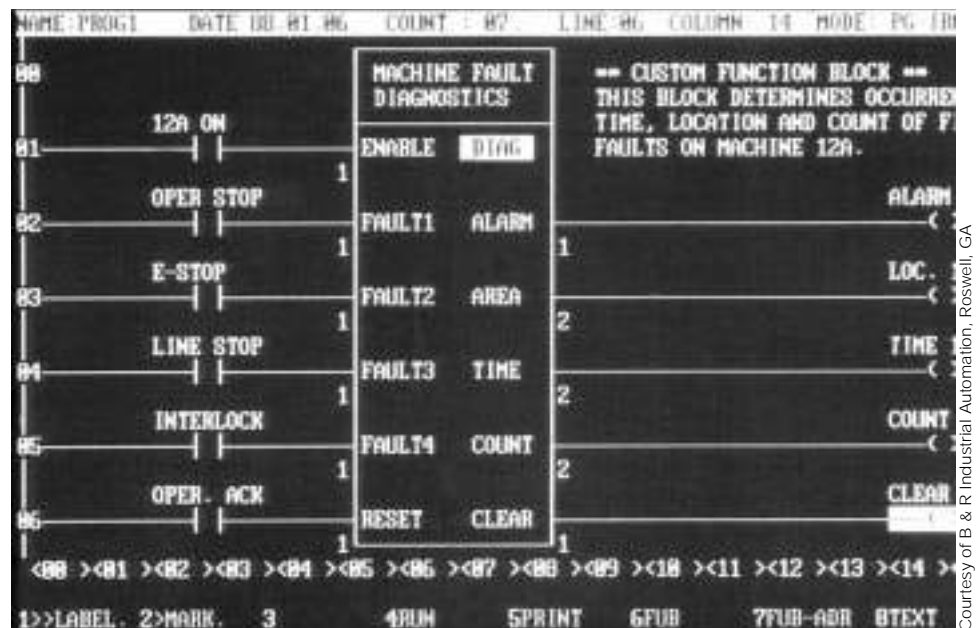 NAME:PROG1 DATE 01-06 COUNT : 07 LINE:06 COLUMN 14 MODE: PG
00
MACHINE FAULT
DIAGNOSTICS
== CUSTOM FUNCTION BLOCK ==
THIS BLOCK DETERMINES
TIME, LOCATION AND COUNT OF
FAULTS ON MACHINE 12A.
12A ON
01 ENABLE DIAG
1
OPER STOP ALARM
02 FAULT1 ALARM
1 1
E-STOP LOC.
03 FAULT2 AREA
1 2
LINE STOP TIME
04 FAULT3 TIME
1 2
INTERLOCK COUNT
05 FAULT4 COUNT
1 2
OPER. ACK CLEAR
06 RESET CLEAR
1 1
<00 ><01 ><02 ><03 ><04 ><05 ><06 ><07 ><08 ><09 ><10 ><11 ><12 ><13 ><14 >
1>>LABEL. 2>MARK. 3 4RUN 5PRINT 6FUB 7FUB-ADR 8TEXT
Courtesy of B & R Industrial Automation, Roswell, GA